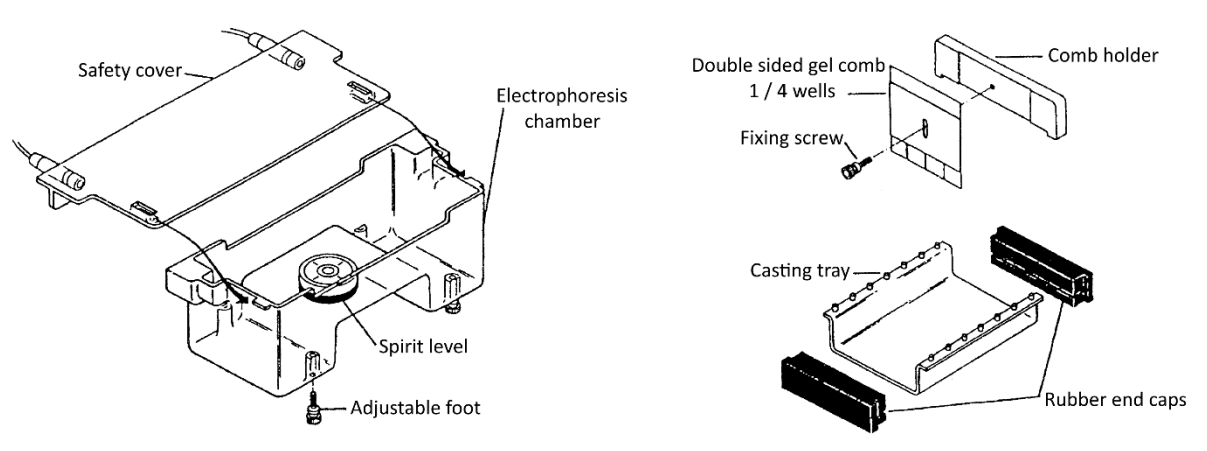 Safety cover
Electrophoresis
chamber
Spirit level
Adjustable foot
Comb holder
Double sided gel comb
1 / 4 wells
Fixing screw
Casting tray
Rubber end caps